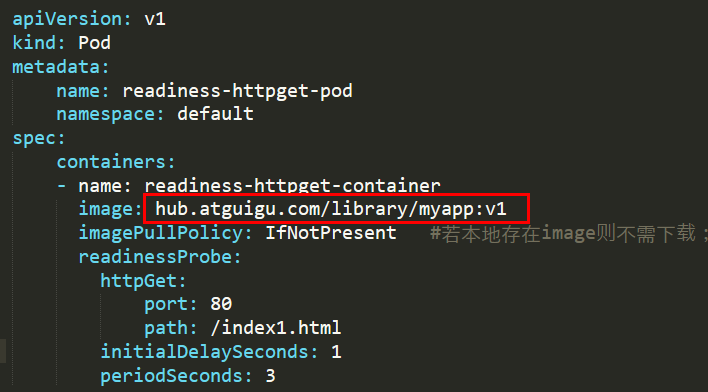 apiVersion: v1
kind: Pod
metadata:
    name: readiness-httpget-pod
    namespace: default
spec:
    containers:
    - name: readiness-httpget-container
      image: hub.atguigu.com/library/myapp:v1
      imagePullPolicy: IfNotPresent   #若本地存在image则不需下载；
      readinessProbe:
        httpGet:
            port: 80
            path: /index1.html
        initialDelaySeconds: 1
        periodSeconds: 3